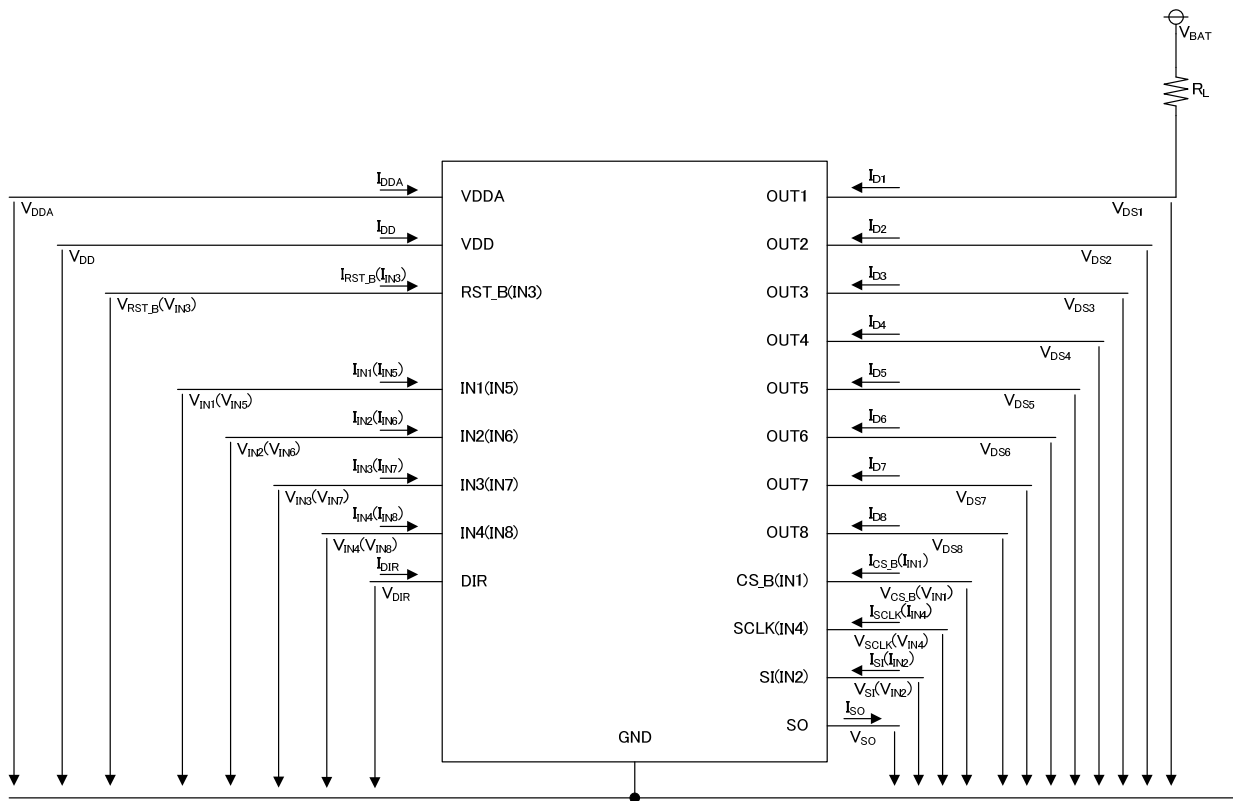 VBAT
RL
IDDA
VDDA
VDDA
IDD
VDD
VDD
IRST_B(IIN3)
RST_B(IN3)
VRST_B(VIN3)
IIN1(IIN5)
IN1(IN5)
VIN1(VIN5)
IIN2(IIN6)
IN2(IN6)
VIN2(VIN6)
IIN3(IIN7)
IN3(IN7)
VIN3(VIN7)
IIN4(IIN8)
IN4(IN8)
VIN4(VIN8)
IDIR
DIR
VDIR
GND
OUT1
ID1
VDS1
OUT2
ID2
VDS2
OUT3
ID3
VDS3
OUT4
ID4
VDS4
OUT5
ID5
VDS5
OUT6
ID6
VDS6
OUT7
ID7
VDS7
OUT8
ID8
VDS8
CS_B(IN1)
ICS_B(IIN1)
VCS_B(VIN1)
SCLK(IN4)
ISCLK(IIN4)
VSCLK(VIN4)
SI(IN2)
ISI(IIN2)
VSI(VIN2)
SO
ISO
VSO